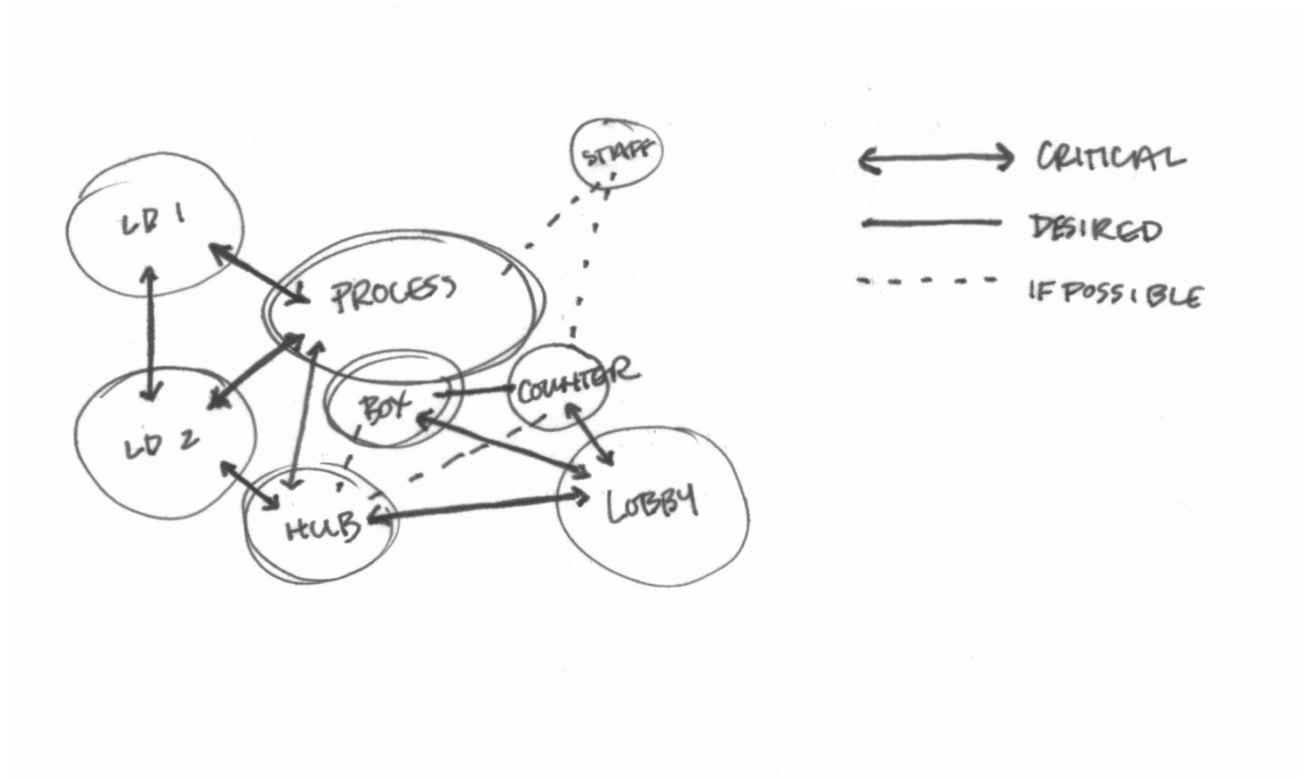 STAFF
CRITICAL
LD 1
DESIRED
PROCESS
IF POSSIBLE
COUNTER
BOX
LD 2
LOBBY
HUB